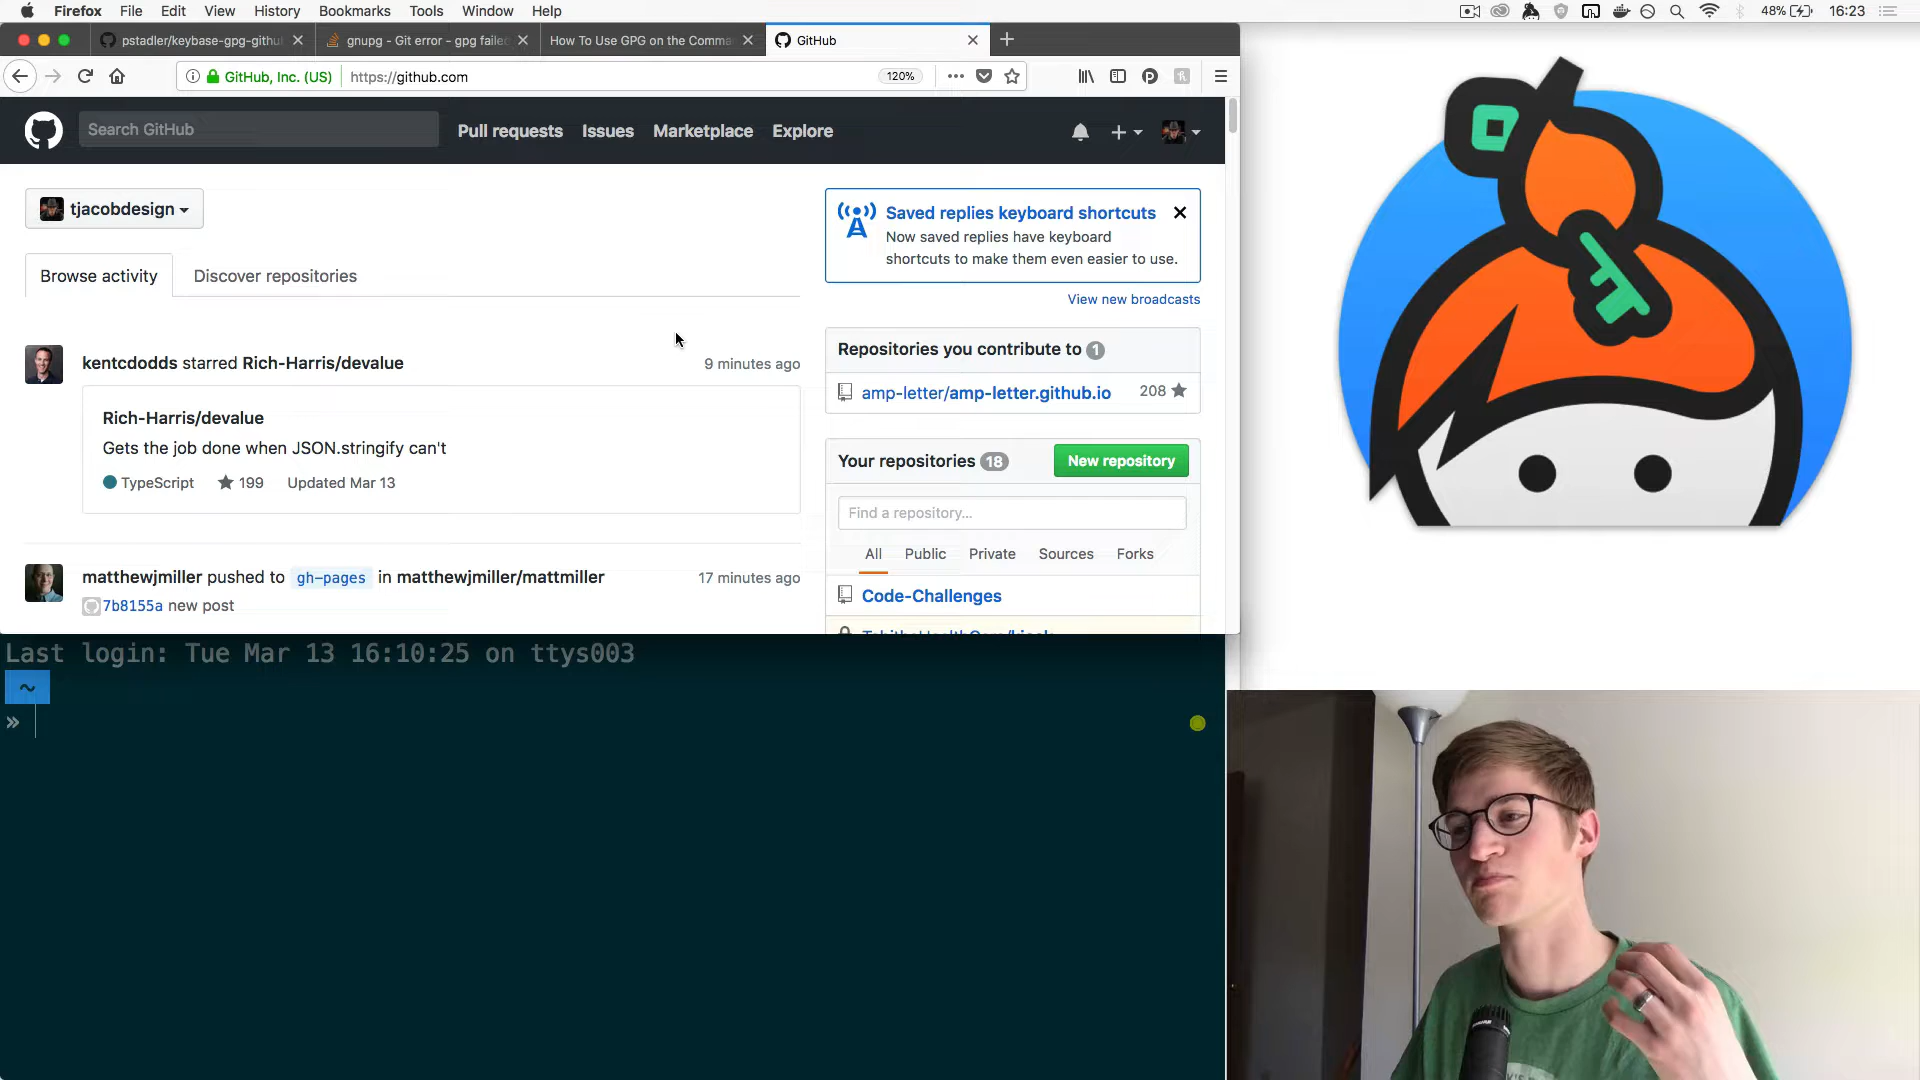 Firefox File Edit View History Bookmarks Tools Window Help 48% 16:23
pstadler/keybase-gpg-githu gnupg - Git error - gpg failed How To Use GPG on the Comma GitHub
GitHub, Inc. (US) https://github.com 120%
Search GitHub Pull requests Issues Marketplace Explore
tjacobdesign
Saved replies keyboard shortcuts
Now saved replies have keyboard
shortcuts to make them even easier to use.
View new broadcasts
Browse activity Discover repositories
kentcdodds starred Rich-Harris/devalue 9 minutes ago
Rich-Harris/devalue
Gets the job done when JSON.stringify can't
TypeScript 199 Updated Mar 13
matthewjmiller pushed to gh-pages in matthewjmiller/mattmiller 17 minutes ago
7b8155a new post
Repositories you contribute to 1
amp-letter/amp-letter.github.io 208
Your repositories 18 New repository
Find a repository...
All Public Private Sources Forks
Code-Challenges
Last login: Tue Mar 13 16:10:25 on ttys003
~
»